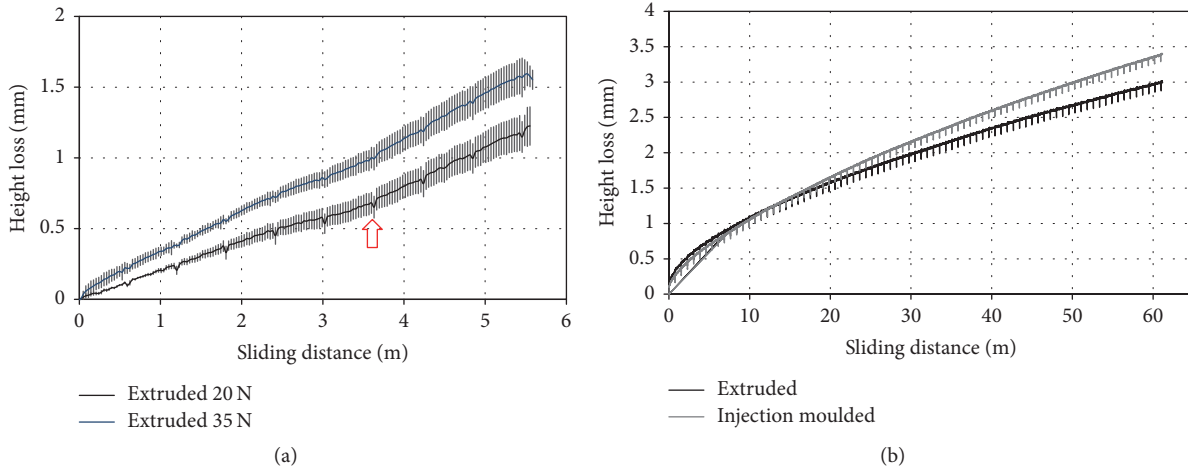 2
1.5
1
0.5
0
Height loss (mm)
0 1 2 3 4 5 6
Sliding distance (m)
Extruded 20 N
Extruded 35 N
(a)
4
3.5
3
2.5
2
1.5
1
0.5
0
Height loss (mm)
0 10 20 30 40 50 60
Sliding distance (m)
Extruded
Injection moulded
(b)